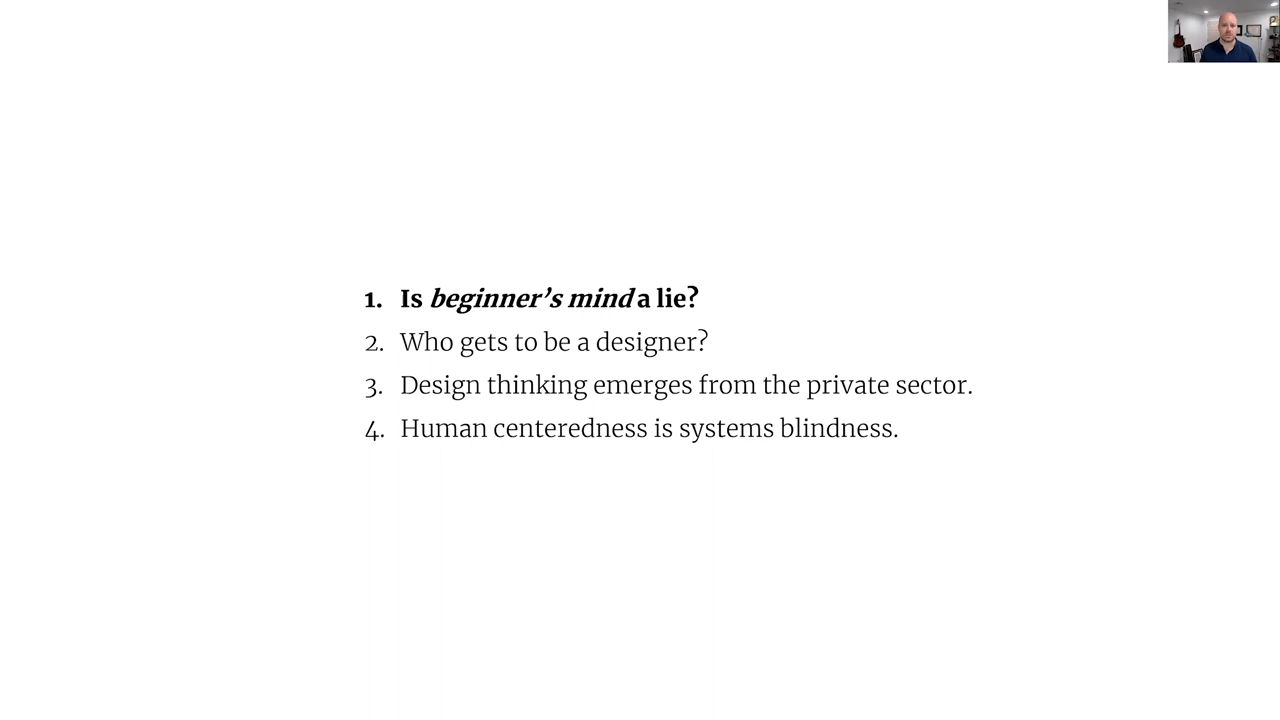 1. Is beginner’s mind a lie?
2. Who gets to be a designer?
3. Design thinking emerges from the private sector.
4. Human centeredness is systems blindness.